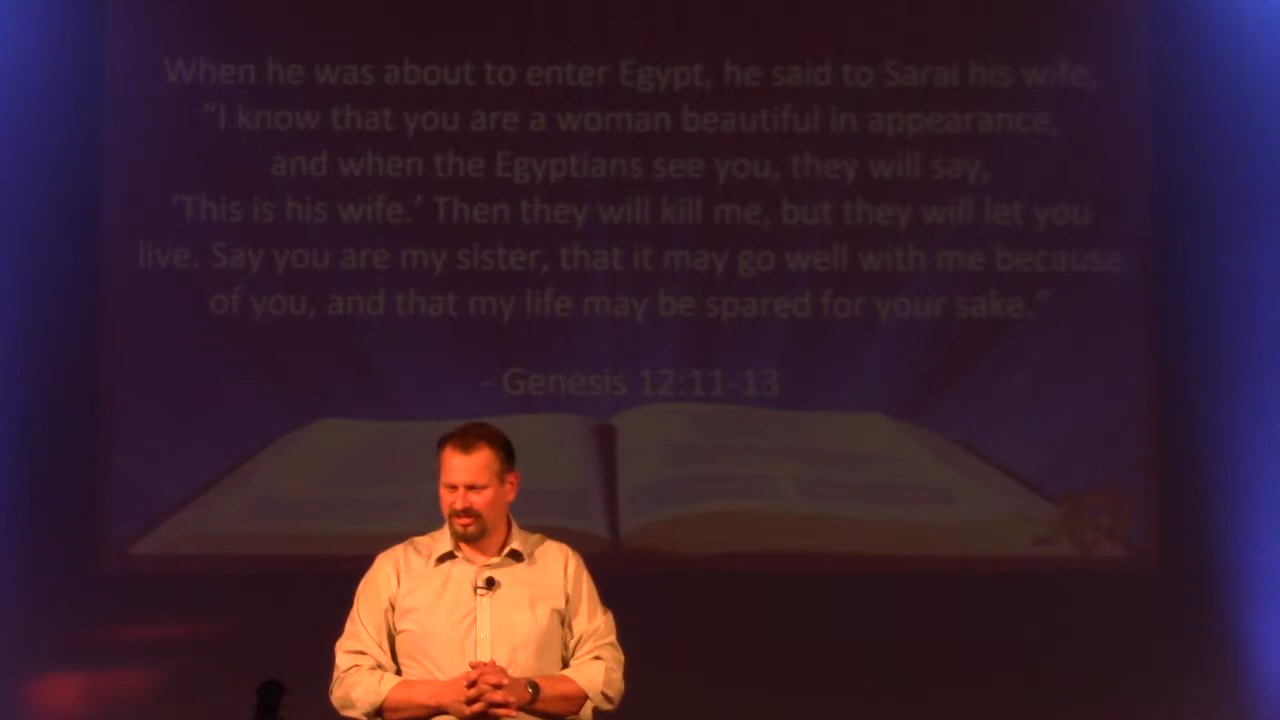 When he was about to enter Egypt, he said to Sarai his wife,
“I know that you are a woman beautiful in appearance,
and when the Egyptians see you, they will say,
‘This is his wife.’ Then they will kill me, but they will let you
live. Say you are my sister, that it may go well with me because
of you, and that my life may be spared for your sake.”
- Genesis 12:11-13